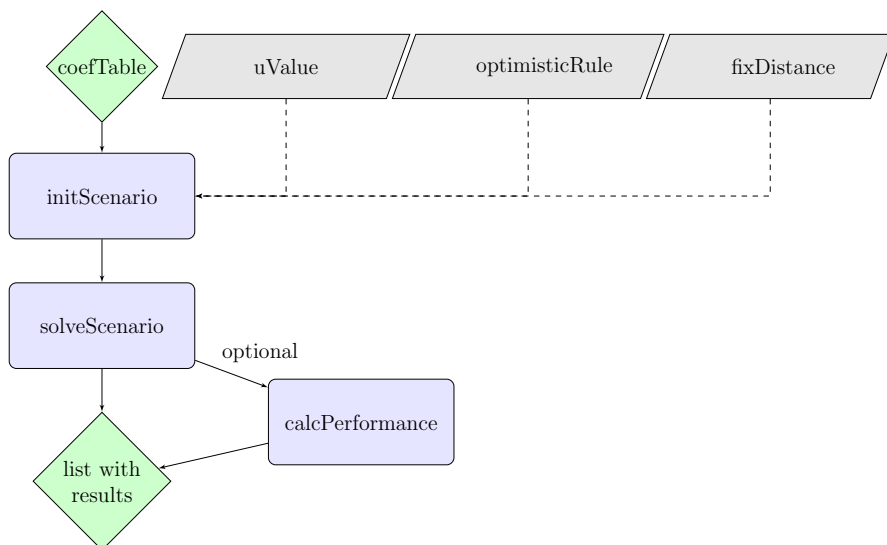 coefTable
uValue
optimisticRule
fixDistance
initScenario
solveScenario
optional
calcPerformance
list with
results